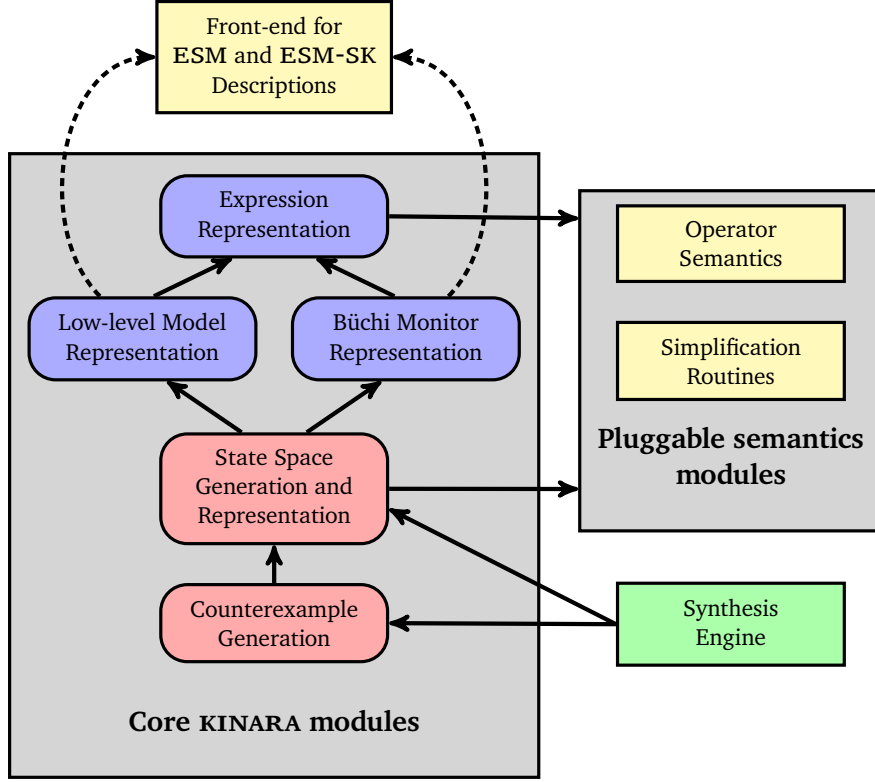 Front-end for
ESM and ESM-SK
Descriptions
Expression
Representation
Operator
Semantics
Low-level Model
Representation
Büchi Monitor
Representation
Simplification
Routines
Pluggable semantics
modules
State Space
Generation and
Representation
Counterexample
Generation
Synthesis
Engine
Core KINARA modules